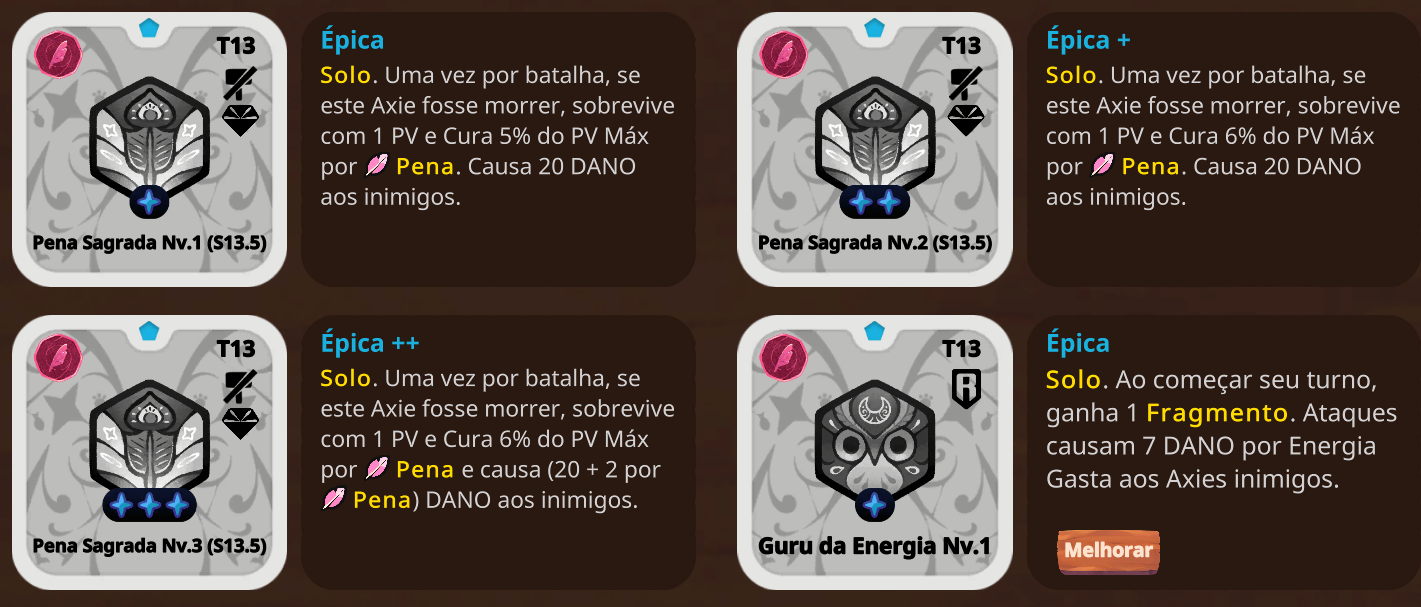 T13
Pena Sagrada Nv.1 (S13.5)
Épica
Solo. Uma vez por batalha, se
este Axie fosse morrer, sobrevive
com 1 PV e Cura 5% do PV Máx
por Pena. Causa 20 DANO
aos inimigos.
T13
Pena Sagrada Nv.2 (S13.5)
Épica +
Solo. Uma vez por batalha, se
este Axie fosse morrer, sobrevive
com 1 PV e Cura 6% do PV Máx
por Pena. Causa 20 DANO
aos inimigos.
T13
Pena Sagrada Nv.3 (S13.5)
Épica ++
Solo. Uma vez por batalha, se
este Axie fosse morrer, sobrevive
com 1 PV e Cura 6% do PV Máx
por Pena e causa (20 + 2 por
Pena) DANO aos inimigos.
T13
R
Guru da Energia Nv.1
Épica
Solo. Ao começar seu turno,
ganha 1 Fragmento. Ataques
causam 7 DANO por Energia
Gasta aos Axies inimigos.
Melhorar